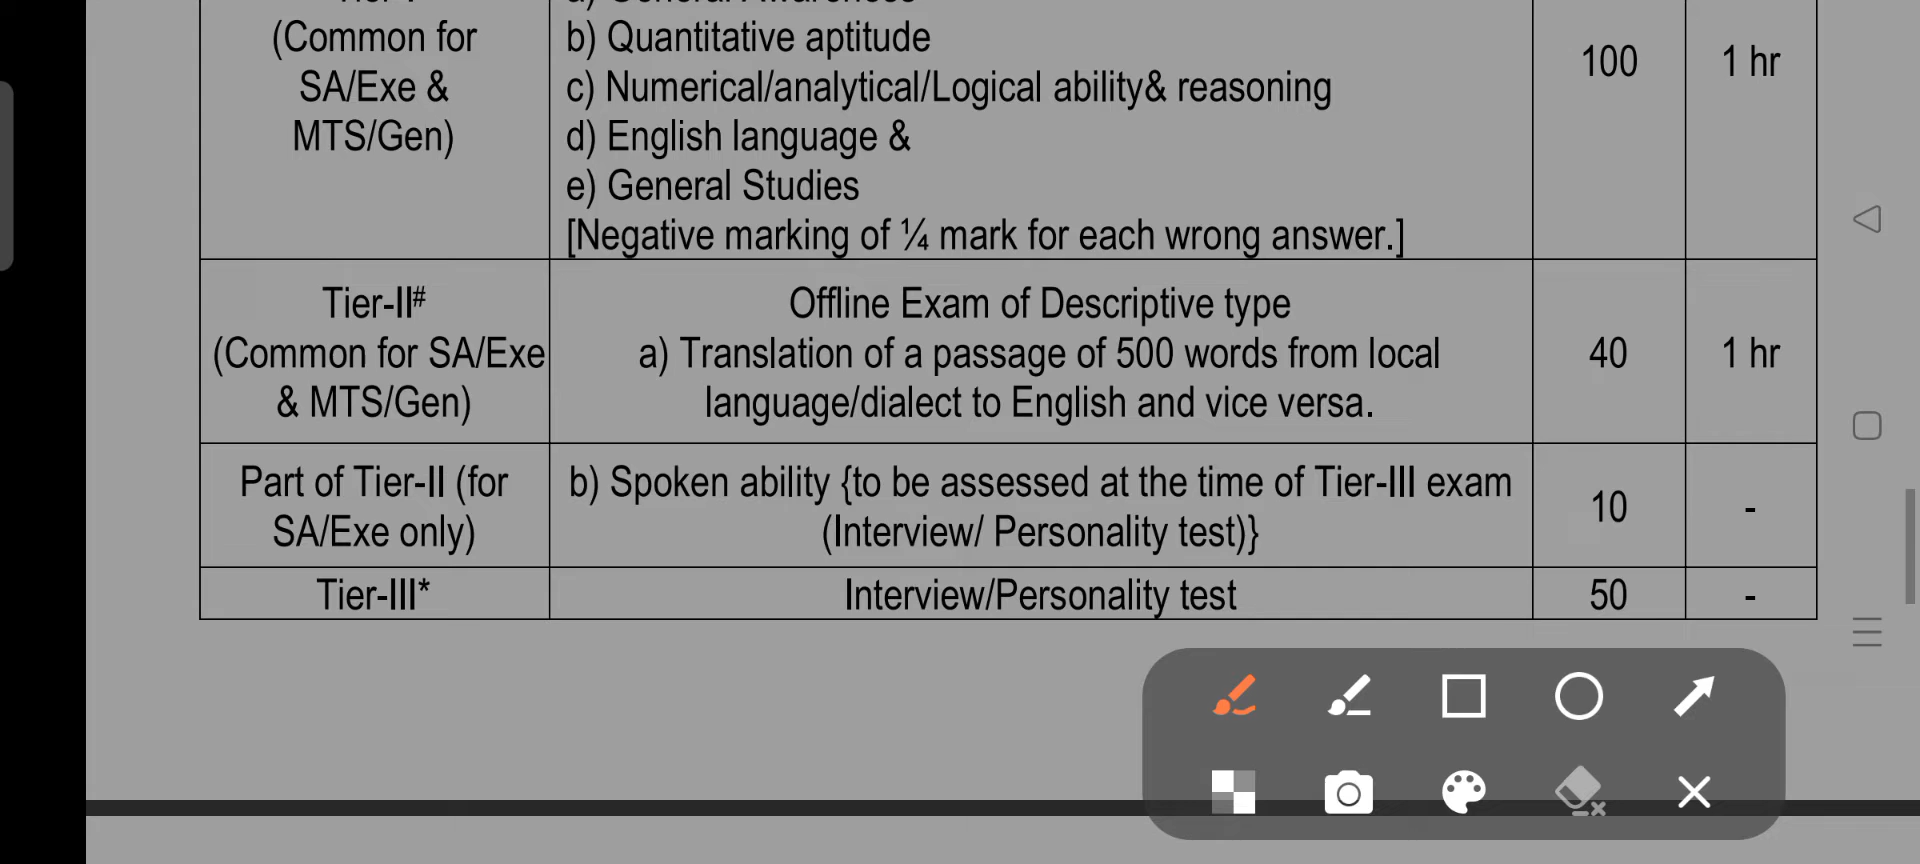 (Common for
SA/Exe &
MTS/Gen)
b) Quantitative aptitude
c) Numerical/analytical/Logical ability& reasoning
d) English language &
e) General Studies
[Negative marking of ¼ mark for each wrong answer.]
100
1 hr
Tier-II#
(Common for SA/Exe
& MTS/Gen)
Offline Exam of Descriptive type
a) Translation of a passage of 500 words from local
language/dialect to English and vice versa.
40
1 hr
Part of Tier-II (for
SA/Exe only)
b) Spoken ability {to be assessed at the time of Tier-III exam
(Interview/ Personality test)}
10
-
Tier-III*
Interview/Personality test
50
-